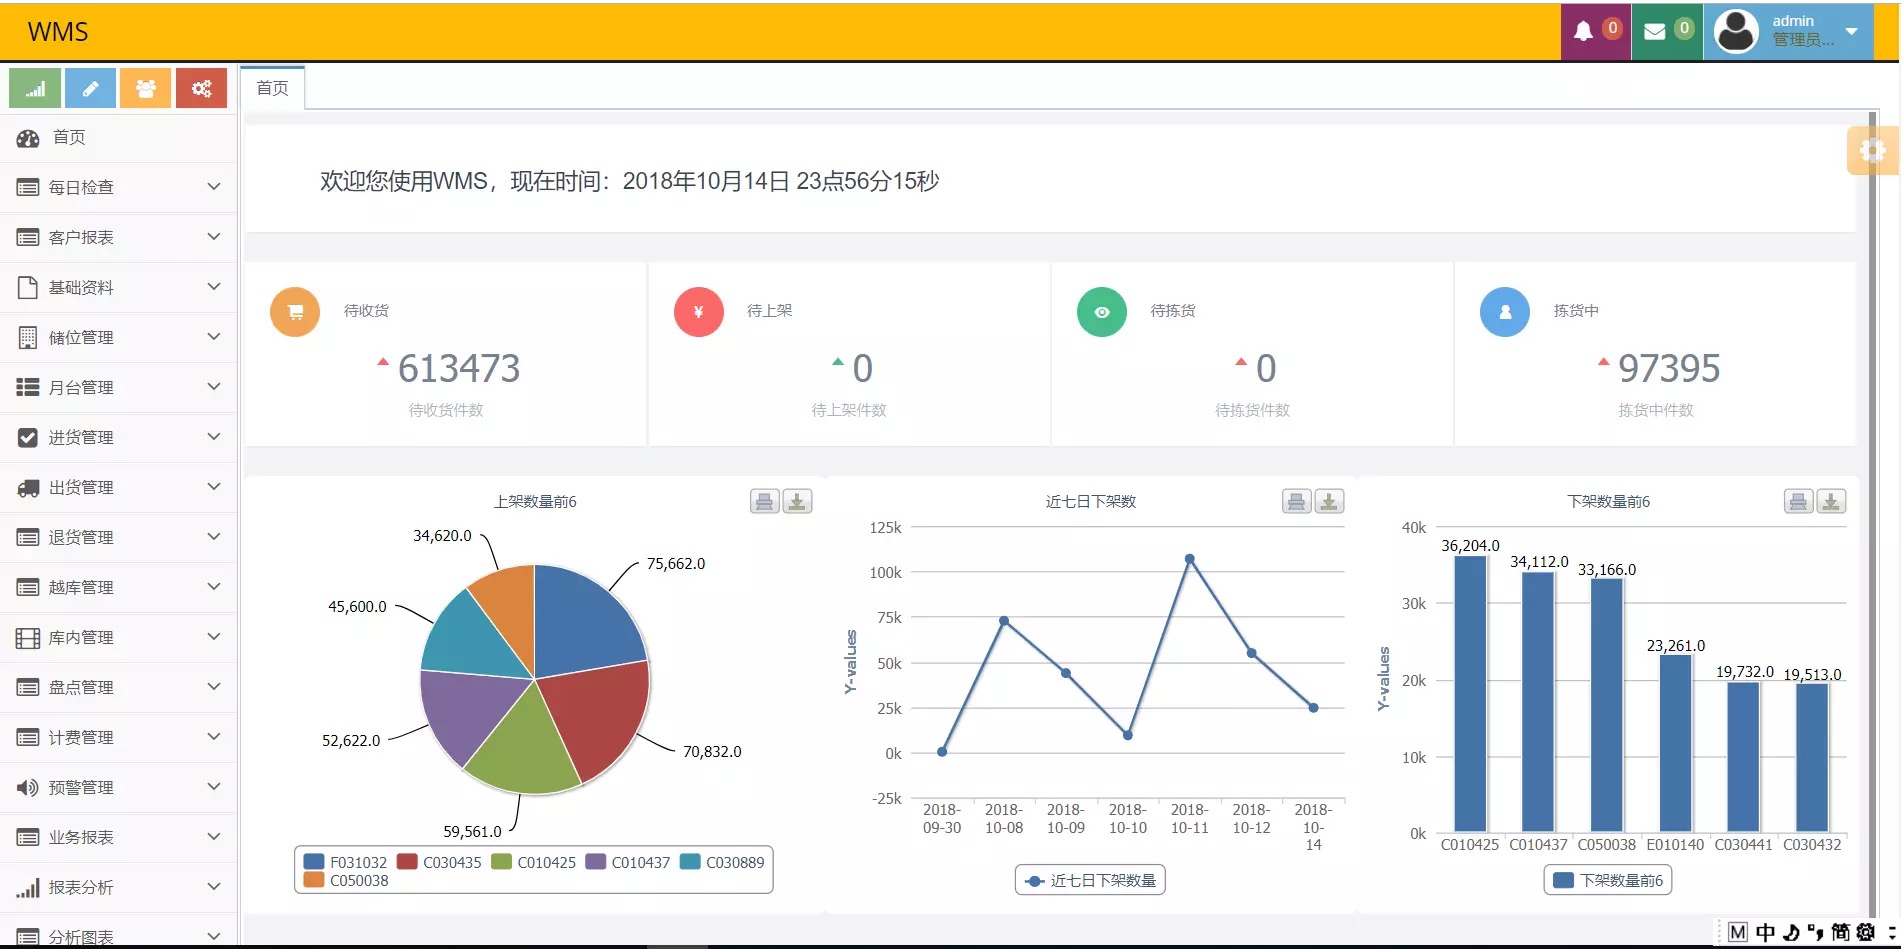 WMS
0
0
admin
管理员...
首页
首页
每日检查
客户报表
基础资料
储位管理
月台管理
进货管理
出货管理
退货管理
越库管理
库内管理
盘点管理
计费管理
预警管理
业务报表
报表分析
分析图表
欢迎您使用WMS，现在时间：2018年10月14日 23点56分15秒
待收货
613473
待收货件数
¥
待上架
0
待上架件数
待拣货
0
待拣货件数
拣货中
97395
拣货中件数
上架数量前6
34,620.0
75,662.0
45,600.0
52,622.0
70,832.0
59,561.0
F031032 C030435 C010425 C010437 C030889
C050038
近七日下架数
Y-values
125k
100k
75k
50k
25k
0k
-25k
2018-09-30
2018-10-08
2018-10-09
2018-10-10
2018-10-11
2018-10-12
2018-10-14
近七日下架数量
下架数量前6
Y-values
40k
30k
20k
10k
0k
36,204.0
34,112.0
33,166.0
23,261.0
19,732.0
19,513.0
C010425 C010437 C050038 E010140 C030441 C030432
下架数量前6
M 中 简